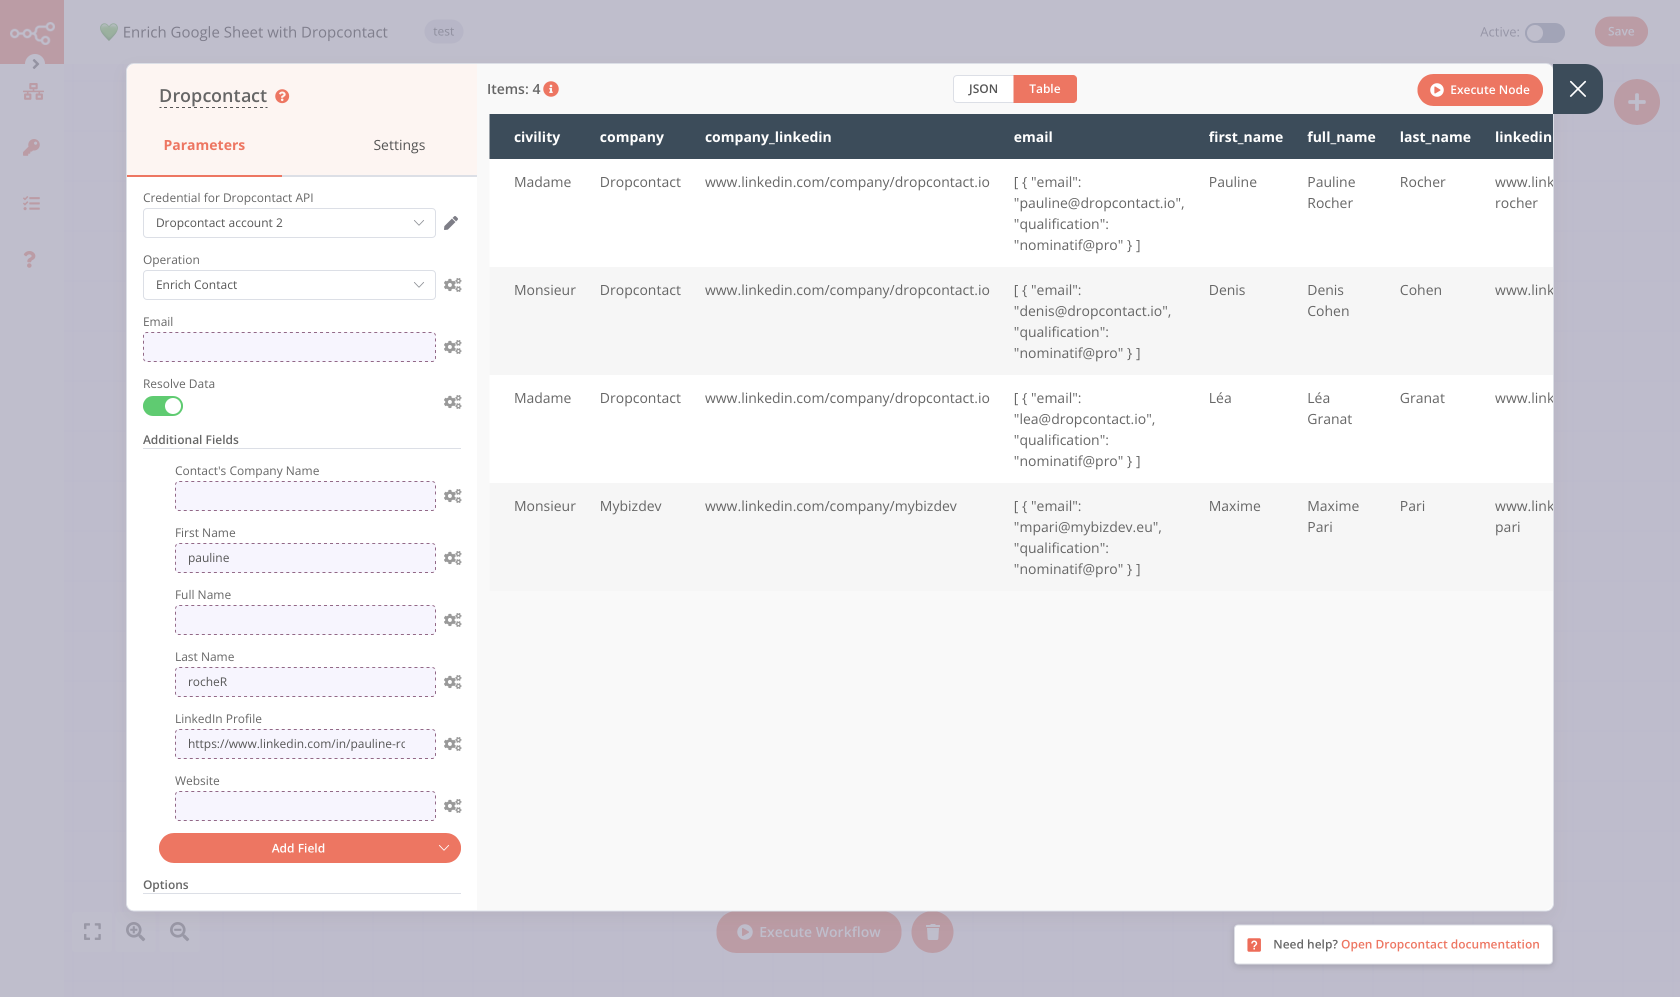 💚 Enrich Google Sheet with Dropcontact
test
Active:
Save
Dropcontact
Parameters
Settings
Credential for Dropcontact API
Dropcontact account 2
Operation
Enrich Contact
Email
Resolve Data
Additional Fields
Contact's Company Name
First Name
pauline
Full Name
Last Name
rocheR
LinkedIn Profile
https://www.linkedin.com/in/pauline-rc
Website
Add Field
Options
Items: 4
JSON
Table
Execute Node
civility company company_linkedin email first_name full_name last_name linkedin
Madame Dropcontact www.linkedin.com/company/dropcontact.io [ { "email": Pauline Pauline Rocher www.link
"pauline@dropcontact.io", Rocher rocher
"qualification":
"nominatif@pro" } ]
Monsieur Dropcontact www.linkedin.com/company/dropcontact.io [ { "email": Denis Denis Cohen www.link
"denis@dropcontact.io", Cohen
"qualification":
"nominatif@pro" } ]
Madame Dropcontact www.linkedin.com/company/dropcontact.io [ { "email": Léa Léa Granat www.link
"lea@dropcontact.io", Granat
"qualification":
"nominatif@pro" } ]
Monsieur Mybizdev www.linkedin.com/company/mybizdev [ { "email": Maxime Maxime Pari www.link
"mpari@mybizdev.eu", Pari pari
"qualification":
"nominatif@pro" } ]
Execute Workflow
Need help? Open Dropcontact documentation